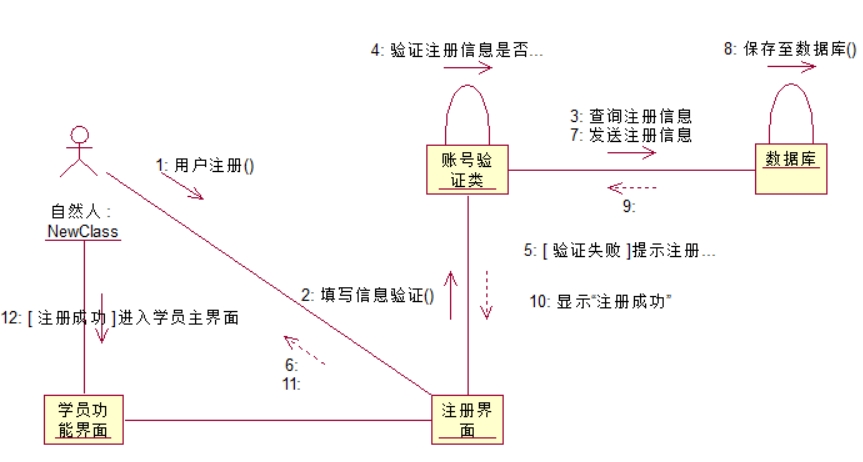 4: 验证注册信息是否...
8: 保存至数据库()
3: 查询注册信息
7: 发送注册信息
1: 用户注册()
账号验
证类
数据库
9:
自然人 :
NewClass
5: [ 验证失败 ]提示注册...
2: 填写信息验证()
10: 显示“注册成功”
12: [ 注册成功 ]进入学员主界面
6:
11:
学员功
能界面
注册界
面